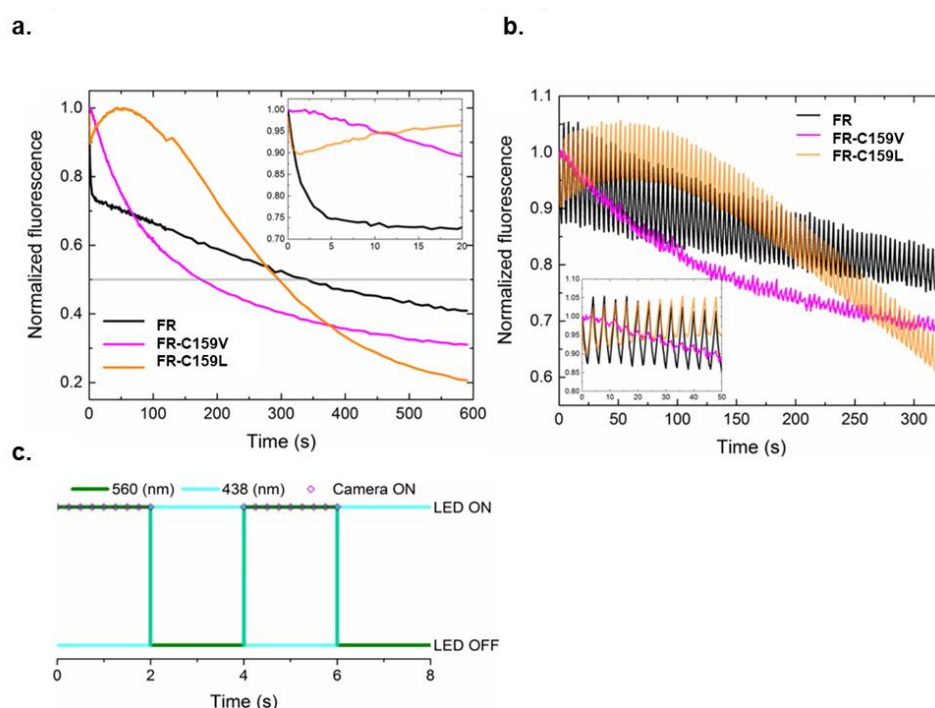 a.
1.0
0.8
0.6
0.4
0.2
Normalized fluorescence
1.00
0.95
0.90
0.85
0.80
0.75
0.70
0 5 10 15 20
FR
FR-C159V
FR-C159L
0 100 200 300 400 500 600
Time (s)
b.
1.1
1.0
0.9
0.8
0.7
0.6
Normalized fluorescence
FR
FR-C159V
FR-C159L
1.10
1.05
1.00
0.95
0.90
0.85
0.80
0 10 20 30 40 50
0 50 100 150 200 250 300
Time (s)
c.
560 (nm) 438 (nm) Camera ON
LED ON
LED OFF
0 2 4 6 8
Time (s)